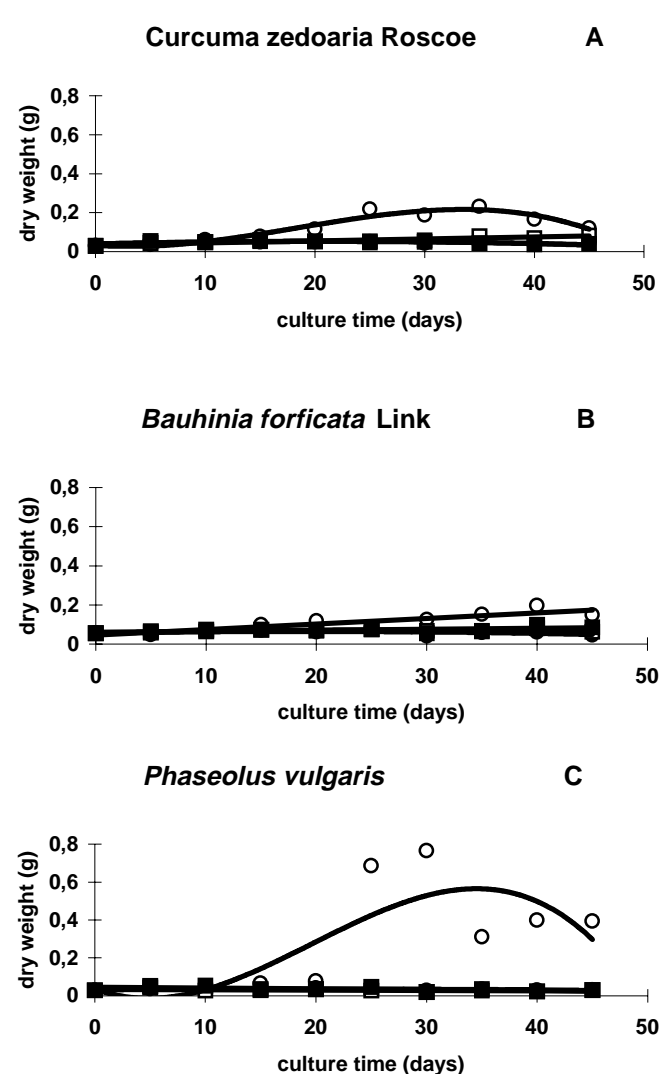 Curcuma zedoaria Roscoe A
dry weight (g)
0,8
0,6
0,4
0,2
0
0 10 20 30 40 50
culture time (days)
Bauhinia forficata Link B
dry weight (g)
0,8
0,6
0,4
0,2
0
0 10 20 30 40 50
culture time (days)
Phaseolus vulgaris C
dry weight (g)
0,8
0,6
0,4
0,2
0
0 10 20 30 40 50
culture time (days)